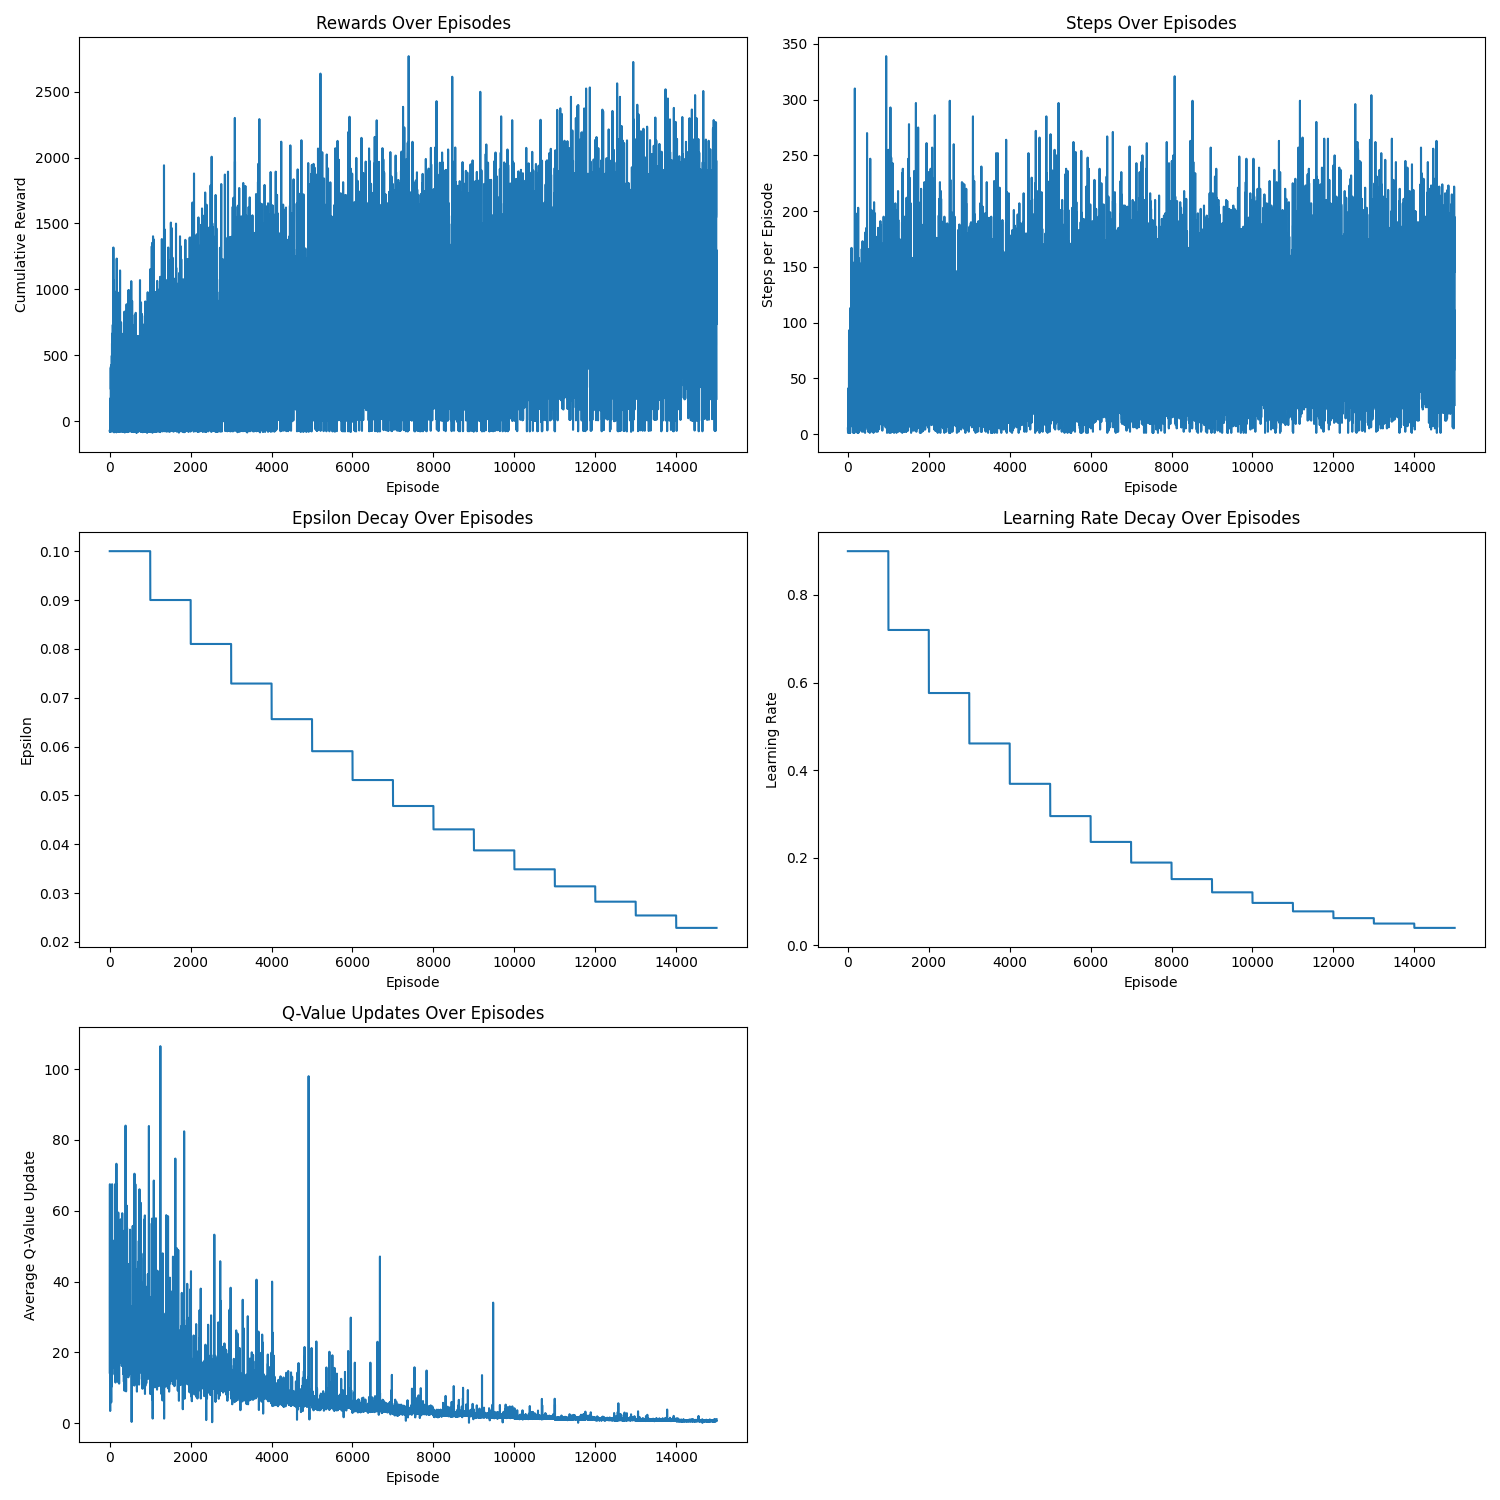 Rewards Over Episodes
Cumulative Reward
2500
2000
1500
1000
500
0
0 2000 4000 6000 8000 10000 12000 14000
Episode
Steps Over Episodes
Steps per Episode
350
300
250
200
150
100
50
0
0 2000 4000 6000 8000 10000 12000 14000
Episode
Epsilon Decay Over Episodes
Epsilon
0.10
0.09
0.08
0.07
0.06
0.05
0.04
0.03
0.02
0 2000 4000 6000 8000 10000 12000 14000
Episode
Learning Rate Decay Over Episodes
Learning Rate
0.8
0.6
0.4
0.2
0.0
0 2000 4000 6000 8000 10000 12000 14000
Episode
Q-Value Updates Over Episodes
Average Q-Value Update
100
80
60
40
20
0
0 2000 4000 6000 8000 10000 12000 14000
Episode